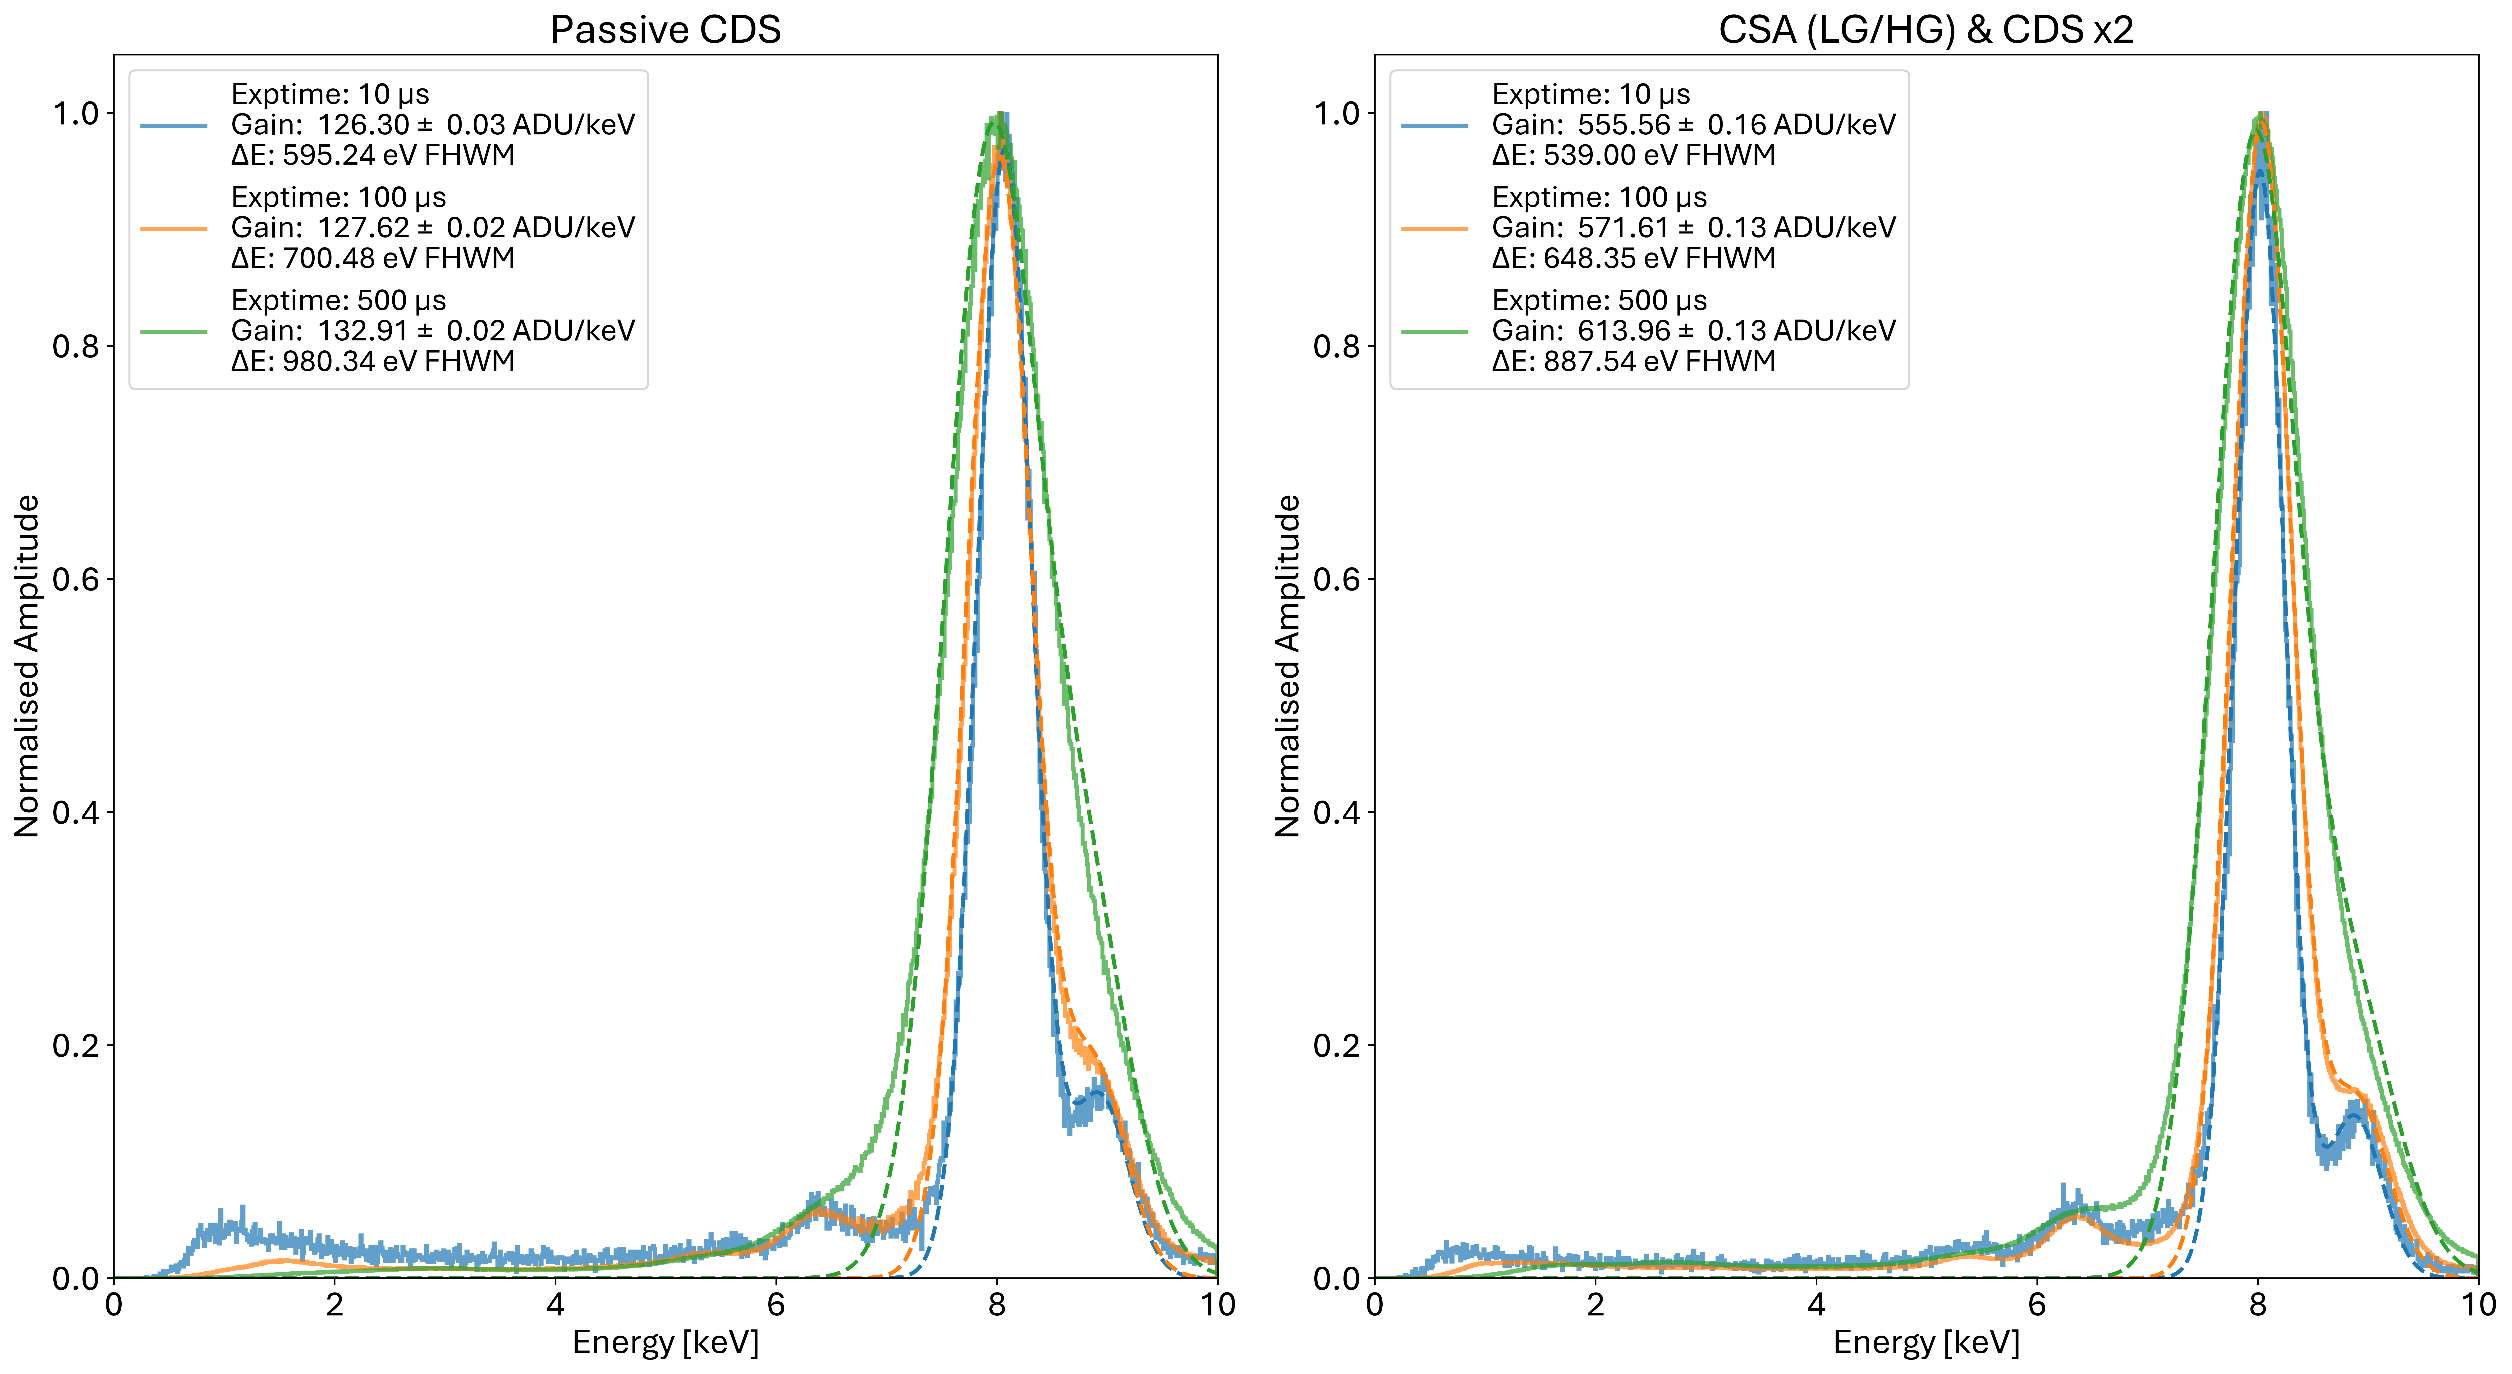 Passive CDS
Exptime: 10 µs
Gain: 126.30 ± 0.03 ADU/keV
ΔE: 595.24 eV FHWM
Exptime: 100 µs
Gain: 127.62 ± 0.02 ADU/keV
ΔE: 700.48 eV FHWM
Exptime: 500 µs
Gain: 132.91 ± 0.02 ADU/keV
ΔE: 980.34 eV FHWM
1.0
0.8
0.6
0.4
0.2
0.0
Normalised Amplitude
0 2 4 6 8 10
Energy [keV]
CSA (LG/HG) & CDS x2
Exptime: 10 µs
Gain: 555.56 ± 0.16 ADU/keV
ΔE: 539.00 eV FHWM
Exptime: 100 µs
Gain: 571.61 ± 0.13 ADU/keV
ΔE: 648.35 eV FHWM
Exptime: 500 µs
Gain: 613.96 ± 0.13 ADU/keV
ΔE: 887.54 eV FHWM
1.0
0.8
0.6
0.4
0.2
0.0
Normalised Amplitude
0 2 4 6 8 10
Energy [keV]